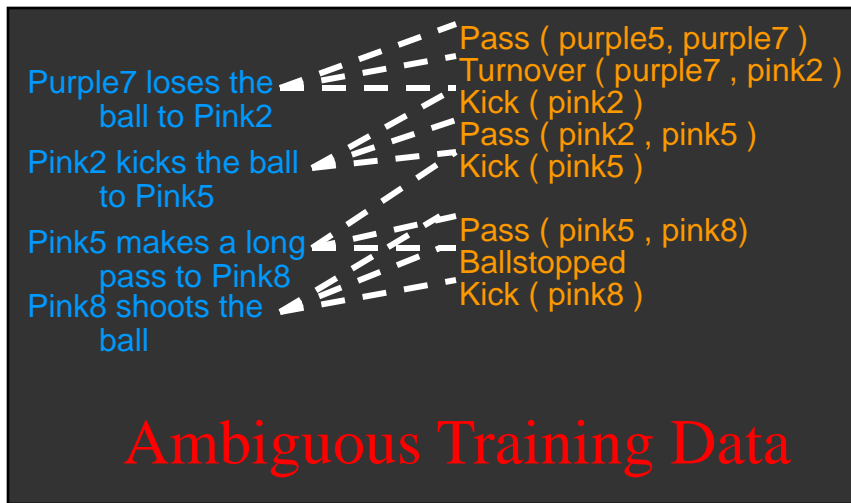 Purple7 loses the
ball to Pink2
Pink2 kicks the ball
to Pink5
Pink5 makes a long
pass to Pink8
Pink8 shoots the
ball
Pass ( purple5, purple7 )
Turnover ( purple7 , pink2 )
Kick ( pink2 )
Pass ( pink2 , pink5 )
Kick ( pink5 )
Pass ( pink5 , pink8)
Ballstopped
Kick ( pink8 )
Ambiguous Training Data